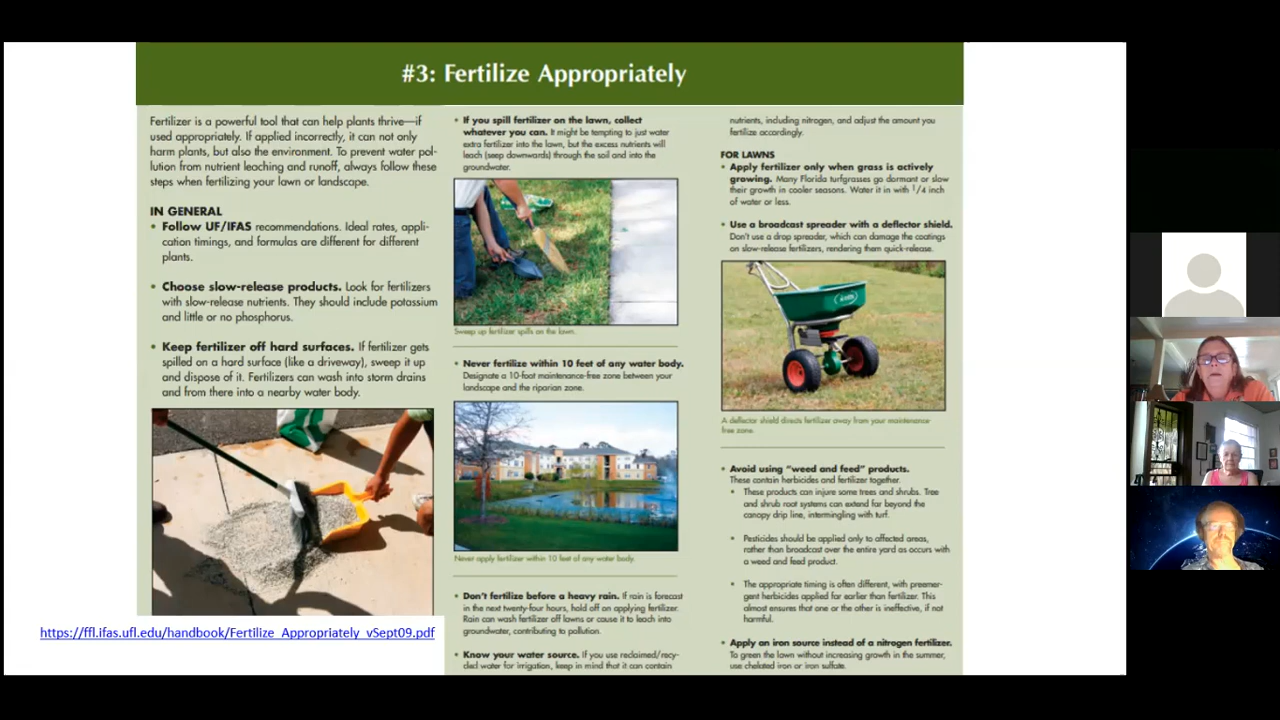 #3: Fertilize Appropriately
Fertilizer is a powerful tool that can help plants thrive—if
used appropriately. If applied incorrectly, it can not only
harm plants, but also the environment. To prevent water pol-
lution from nutrient leaching and runoff, always follow these
steps when fertilizing your lawn or landscape.
IN GENERAL
• Follow UF/IFAS recommendations. Ideal rates, appli-
cation timings, and formulas are different for different
plants.
• Choose slow-release products. Look for fertilizers
with slow-release nutrients. They should include potassium
and little or no phosphorus.
• Keep fertilizer off hard surfaces. If fertilizer gets
spilled on a hard surface (like a driveway), sweep it up
and dispose of it. Fertilizers can wash into storm drains
and from there into a nearby water body.
https://ffl.ifas.ufl.edu/handbook/Fertilize_Appropriately_vSept09.pdf
• If you spill fertilizer on the lawn, collect
whatever you can. It might be tempting to just water
extra fertilizer into the lawn, but the excess nutrients will
leach (seep downwards) through the soil and into the
groundwater.
Sweep up fertilizer spills on the lawn.
• Never fertilize within 10 feet of any water body.
Designate a 10-foot maintenance-free zone between your
landscape and the riparian zone.
Never apply fertilizer within 10 feet of any water body.
• Don't fertilize before a heavy rain. If rain is forecast
in the next twenty-four hours, hold off on applying fertilizer.
Rain can wash fertilizer off lawns or cause it to leach into
groundwater, contributing to pollution.
• Know your water source. If you use reclaimed/recy-
cled water for irrigation, keep in mind that it can contain
nutrients, including nitrogen, and adjust the amount you
fertilize accordingly.
FOR LAWNS
• Apply fertilizer only when grass is actively
growing. Many Florida turfgrasses go dormant or slow
their growth in cooler seasons. Water it in with 1/4 inch
of water or less.
• Use a broadcast spreader with a deflector shield.
Don't use a drop spreader, which can damage the coatings
on slow-release fertilizers, rendering them quick-release.
A deflector shield directs fertilizer away from your maintenance-
free zone.
• Avoid using "weed and feed" products.
These contain herbicides and fertilizer together.
• These products can injure some trees and shrubs. Tree
and shrub root systems can extend far beyond the
canopy drip line, intermingling with turf.
• Pesticides should be applied only to affected areas,
rather than broadcast over the entire yard as occurs with
a weed and feed product.
• The appropriate timing is often different, with preemer-
gent herbicides applied far earlier than fertilizer. This
almost ensures that one or the other is ineffective, if not
harmful.
• Apply an iron source instead of a nitrogen fertilizer.
To green the lawn without increasing growth in the summer,
use chelated iron or iron sulfate.